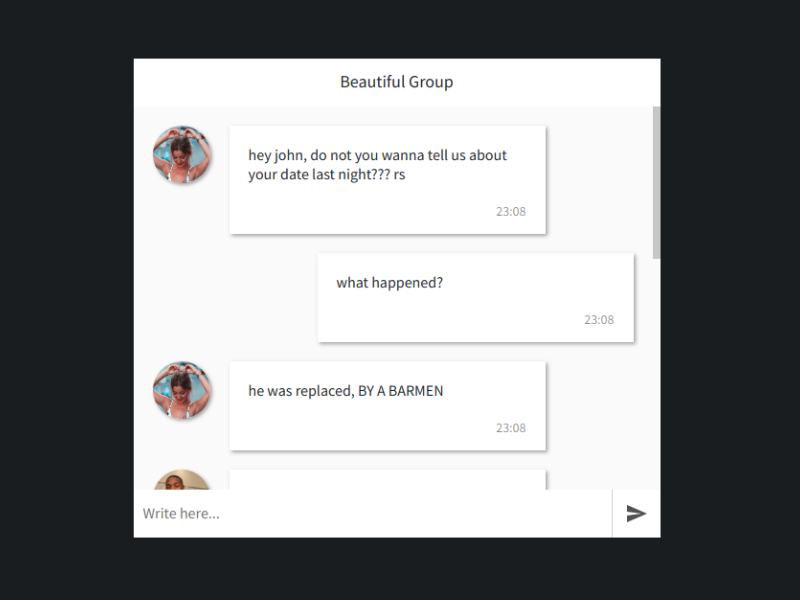 Beautiful Group
hey john, do not you wanna tell us about
your date last night??? rs
23:08
what happened?
23:08
he was replaced, BY A BARMEN
23:08
Write here...